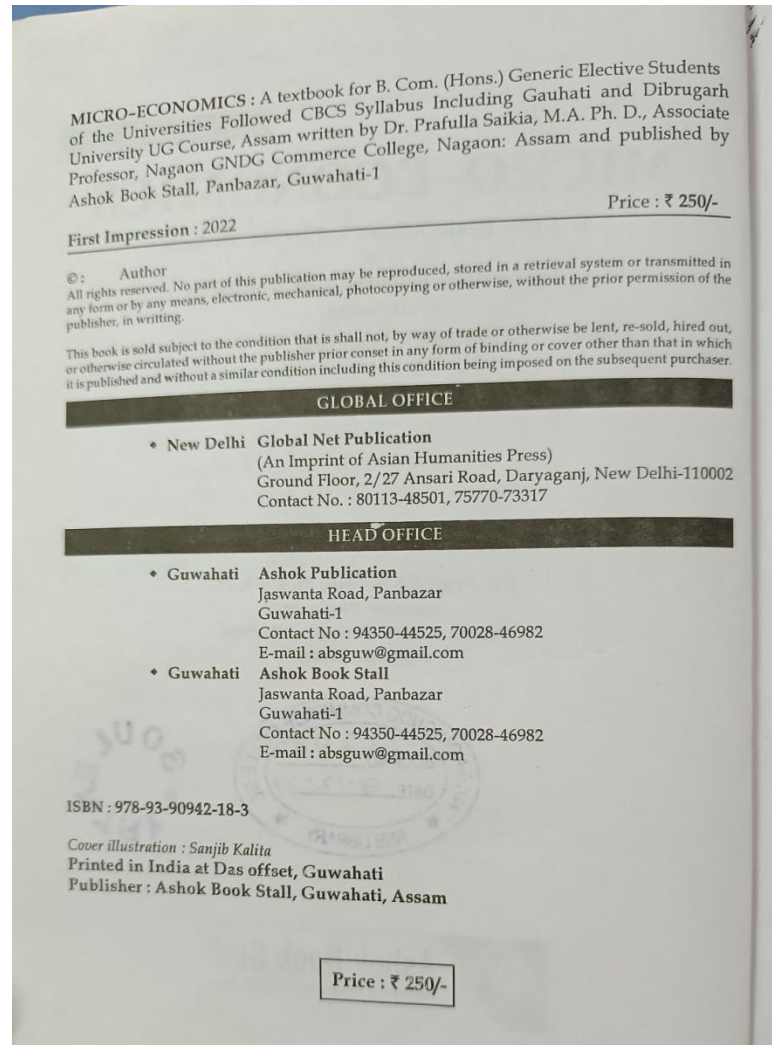 MICRO-ECONOMICS : A textbook for B. Com. (Hons.) Generic Elective Students
of the Universities Followed CBCS Syllabus Including Gauhati and Dibrugarh
University UG Course, Assam written by Dr. Prafulla Saikia, M.A. Ph. D., Associate
Professor, Nagaon GNDG Commerce College, Nagaon: Assam and published by
Ashok Book Stall, Panbazar, Guwahati-1
Price : ₹ 250/-
First Impression : 2022
©: Author
All rights reserved. No part of this publication may be reproduced, stored in a retrieval system or transmitted in
any form or by any means, electronic, mechanical, photocopying or otherwise, without the prior permission of the
publisher, in writting.
This book is sold subject to the condition that is shall not, by way of trade or otherwise be lent, re-sold, hired out,
or otherwise circulated without the publisher prior conset in any form of binding or cover other than that in which
it is published and without a similar condition including this condition being imposed on the subsequent purchaser.
GLOBAL OFFICE
• New Delhi Global Net Publication
(An Imprint of Asian Humanities Press)
Ground Floor, 2/27 Ansari Road, Daryaganj, New Delhi-110002
Contact No. : 80113-48501, 75770-73317
HEAD OFFICE
• Guwahati Ashok Publication
Jaswanta Road, Panbazar
Guwahati-1
Contact No : 94350-44525, 70028-46982
E-mail : absguw@gmail.com
• Guwahati Ashok Book Stall
Jaswanta Road, Panbazar
Guwahati-1
Contact No : 94350-44525, 70028-46982
E-mail : absguw@gmail.com
ISBN : 978-93-90942-18-3
Cover illustration : Sanjib Kalita
Printed in India at Das offset, Guwahati
Publisher : Ashok Book Stall, Guwahati, Assam
Price : ₹ 250/-